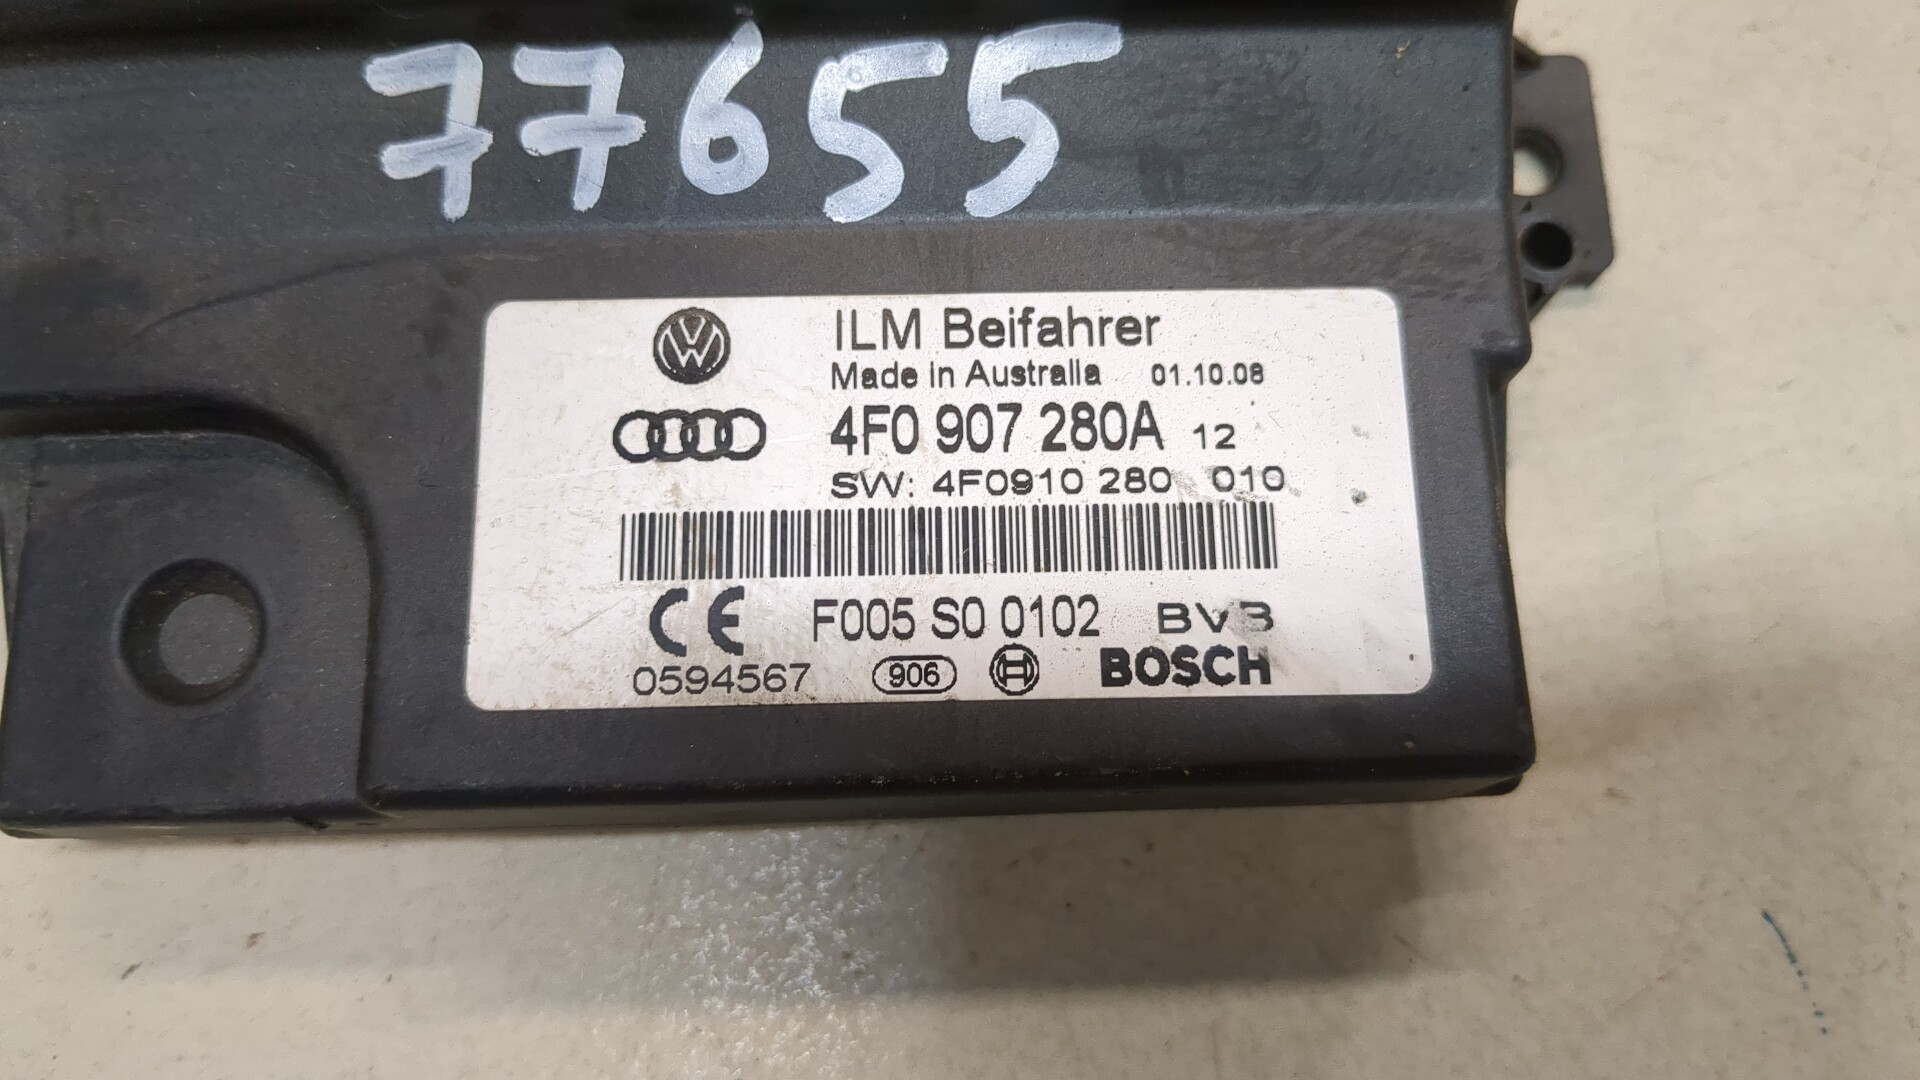 77655
ILM Beifahrer
Made in Australia 01.10.08
4F0 907 280A 12
SW: 4F0910 280 010
CE F005 S0 0102 BVB
0594567 906 BOSCH